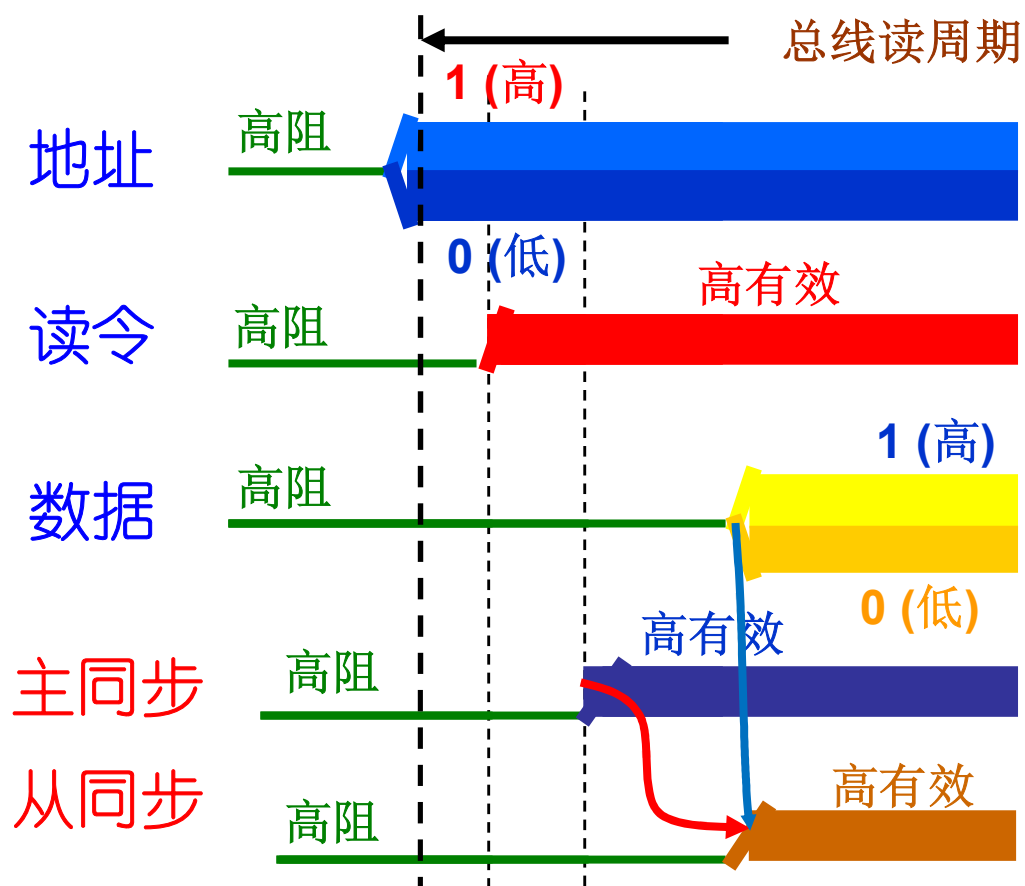 总线读周期
1 (高)
高阻
地址
0 (低)
高有效
读令
高阻
1 (高)
数据
高阻
0 (低)
高有效
主同步
高阻
高有效
从同步
高阻